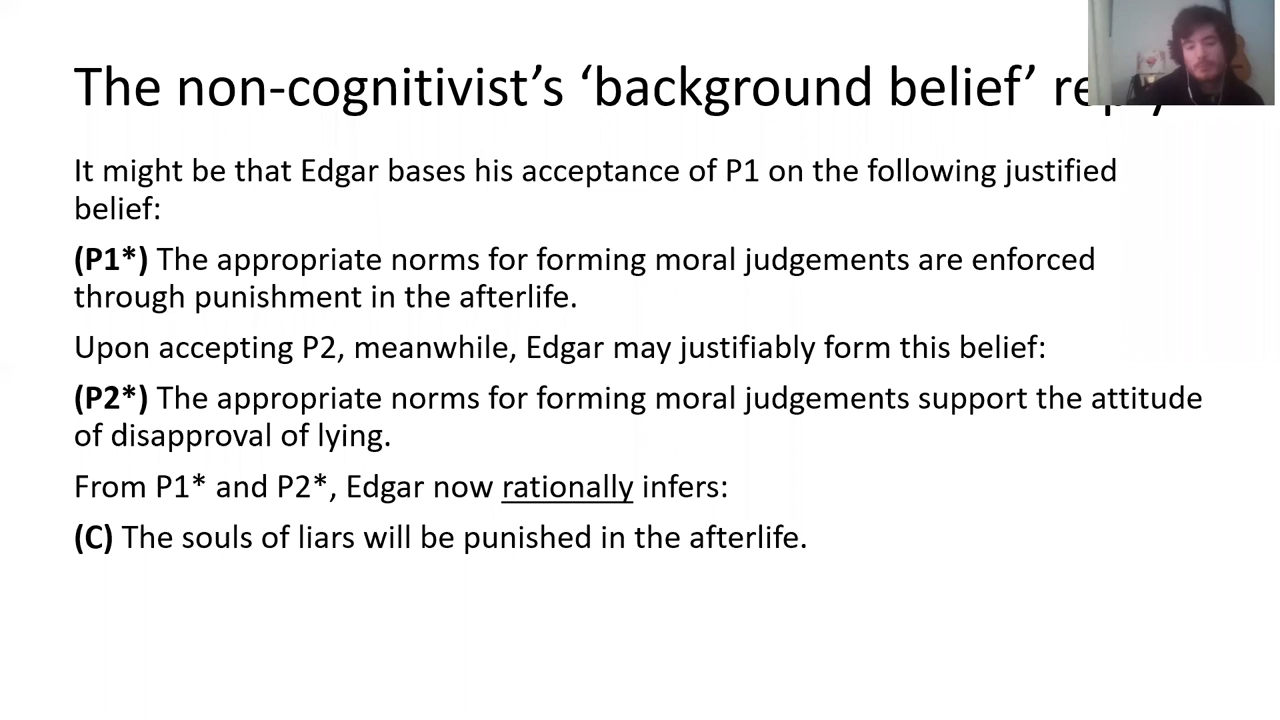 The non-cognitivist’s ‘background belief’
It might be that Edgar bases his acceptance of P1 on the following justified
belief:
(P1*) The appropriate norms for forming moral judgements are enforced
through punishment in the afterlife.
Upon accepting P2, meanwhile, Edgar may justifiably form this belief:
(P2*) The appropriate norms for forming moral judgements support the attitude
of disapproval of lying.
From P1* and P2*, Edgar now rationally infers:
(C) The souls of liars will be punished in the afterlife.